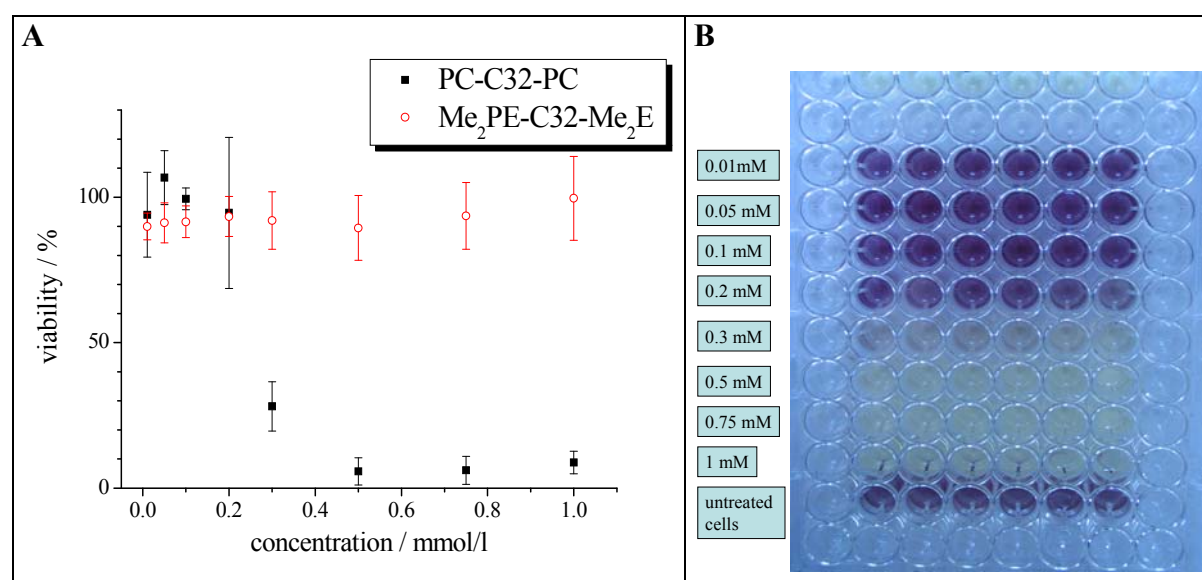 A
PC-C32-PC
Me₂PE-C32-Me₂E
viability / %
100
50
0
0.0 0.2 0.4 0.6 0.8 1.0
concentration / mmol/l
B
0.01mM
0.05 mM
0.1 mM
0.2 mM
0.3 mM
0.5 mM
0.75 mM
1 mM
untreated
cells